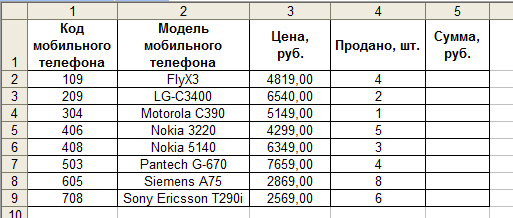 1 2 3 4 5
1 Код мобильного телефона Модель мобильного телефона Цена, руб. Продано, шт. Сумма, руб.
2 109 FlyX3 4819,00 4
3 209 LG-C3400 6540,00 2
4 304 Motorola C390 5149,00 1
5 406 Nokia 3220 4299,00 5
6 408 Nokia 5140 6349,00 3
7 503 Pantech G-670 7659,00 4
8 605 Siemens A75 2869,00 8
9 708 Sony Ericsson T290i 2569,00 6
10